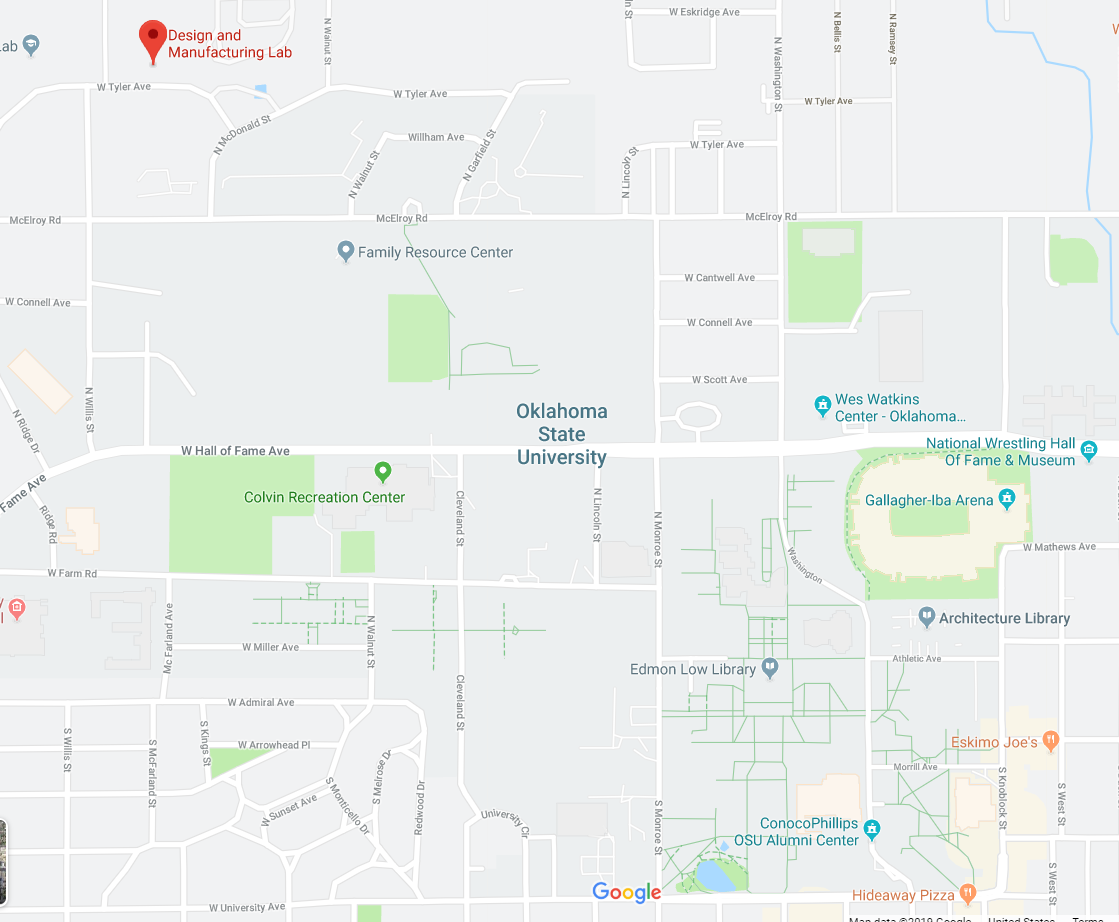 W Eskridge Ave
N Walnut St
N Washington St
N Bellis St
N Ramsey St
Design and
Manufacturing Lab
Lab
W Tyler Ave
W Tyler Ave
W Tyler Ave
N McDonald St
Willham Ave
N Garfield St
W Tyler Ave
N Walnut St
N Lincoln St
McElroy Rd
McElroy Rd
McElroy Rd
Family Resource Center
W Cantwell Ave
W Connell Ave
W Connell Ave
W Scott Ave
N Willis St
N Ridge Dr
Oklahoma
State
University
Wes Watkins
Center - Oklahoma...
W Hall of Fame Ave
National Wrestling Hall
Of Fame & Museum
Fame Ave
Colvin Recreation Center
Gallagher-Iba Arena
Ridge Rd
Cleveland St
N Lincoln St
N Monroe St
Washington
W Mathews Ave
W Farm Rd
Mc Farland Ave
N Walnut St
Architecture Library
W Miller Ave
Edmon Low Library
Athletic Ave
W Admiral Ave
Cleveland St
S Willis St
S McFarland St
S Kings St
W Arrowhead Pl
Eskimo Joe's
S Melrose Dr
Morrill Ave
W Sunset Ave
S Monticello Dr
Redwood Dr
University Cir
S Monroe St
S Knoblock St
S West St
ConocoPhillips
OSU Alumni Center
S West St
Google
Hideaway Pizza
W University Ave
Map data ©2019 Google
United States
Terms